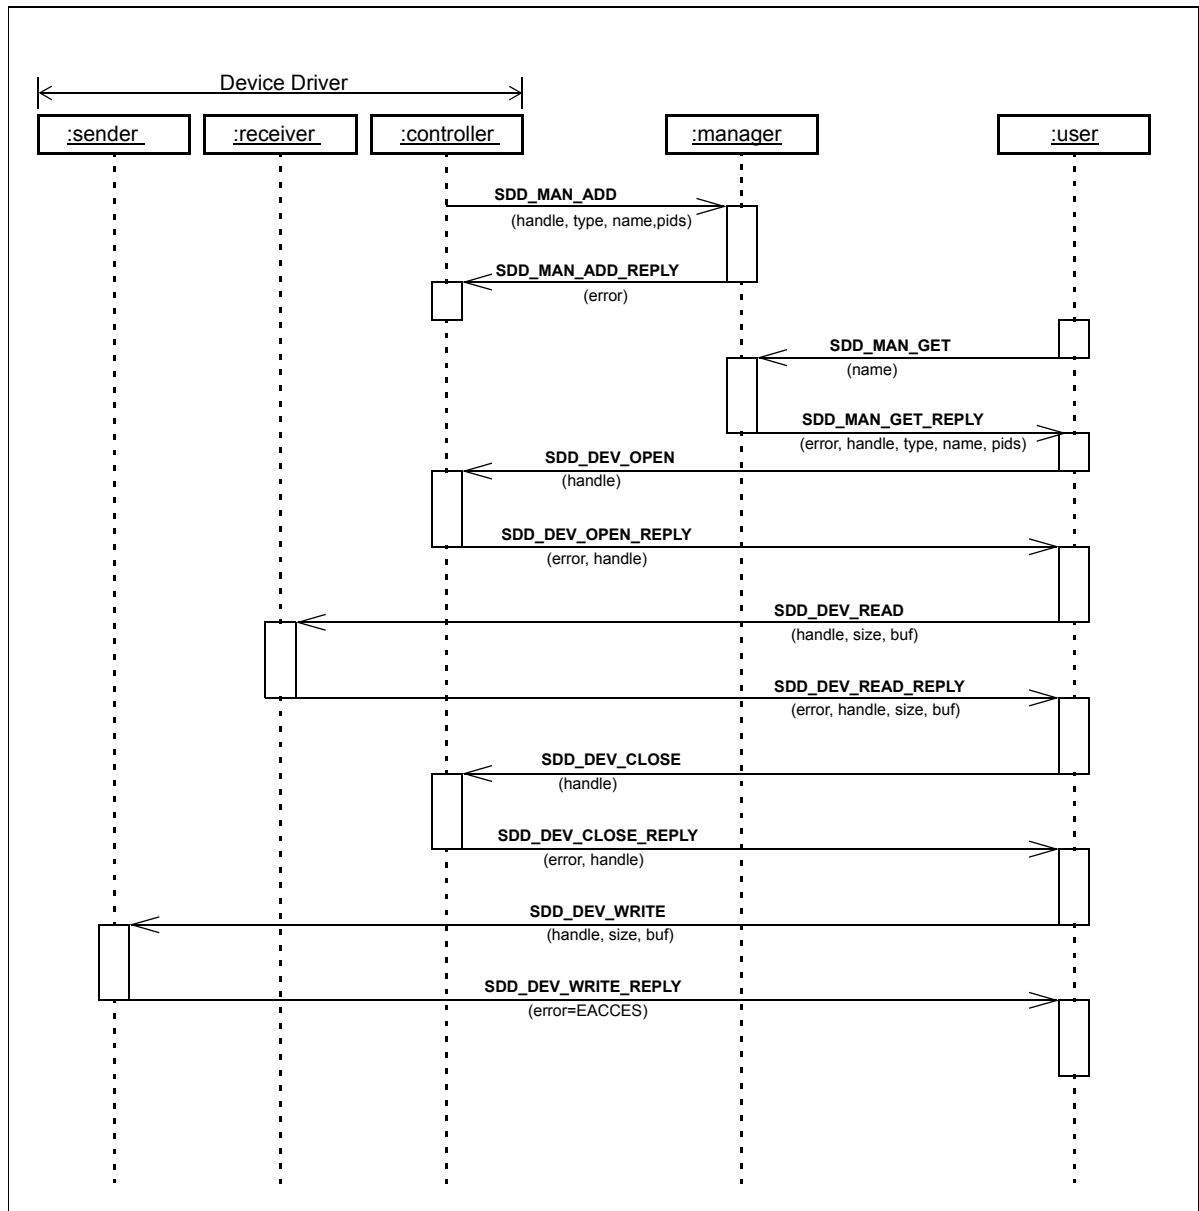 Device Driver
:sender
:receiver
:controller
:manager
:user
SDD_MAN_ADD
(handle, type, name,pids)
SDD_MAN_ADD_REPLY
(error)
SDD_MAN_GET
(name)
SDD_MAN_GET_REPLY
(error, handle, type, name, pids)
SDD_DEV_OPEN
(handle)
SDD_DEV_OPEN_REPLY
(error, handle)
SDD_DEV_READ
(handle, size, buf)
SDD_DEV_READ_REPLY
(error, handle, size, buf)
SDD_DEV_CLOSE
(handle)
SDD_DEV_CLOSE_REPLY
(error, handle)
SDD_DEV_WRITE
(handle, size, buf)
SDD_DEV_WRITE_REPLY
(error=EACCES)